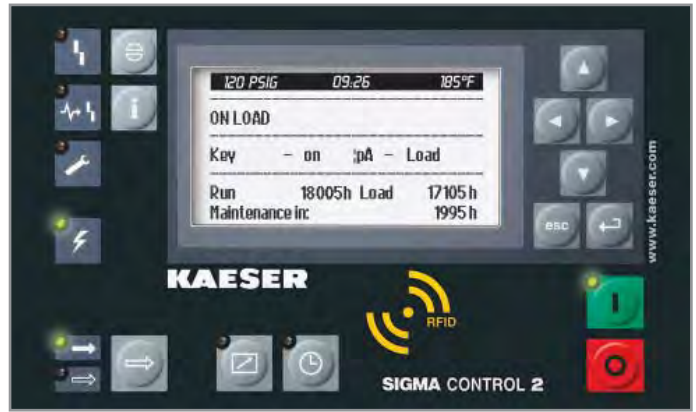 120 PSIG 09:26 185°F
ON LOAD
Key - on ¦pA - Load
Run 18005h Load 17105h
Maintenance in: 1995h
esc
www.kaeser.com
KAESER
RFID
I
O
SIGMA CONTROL 2
i